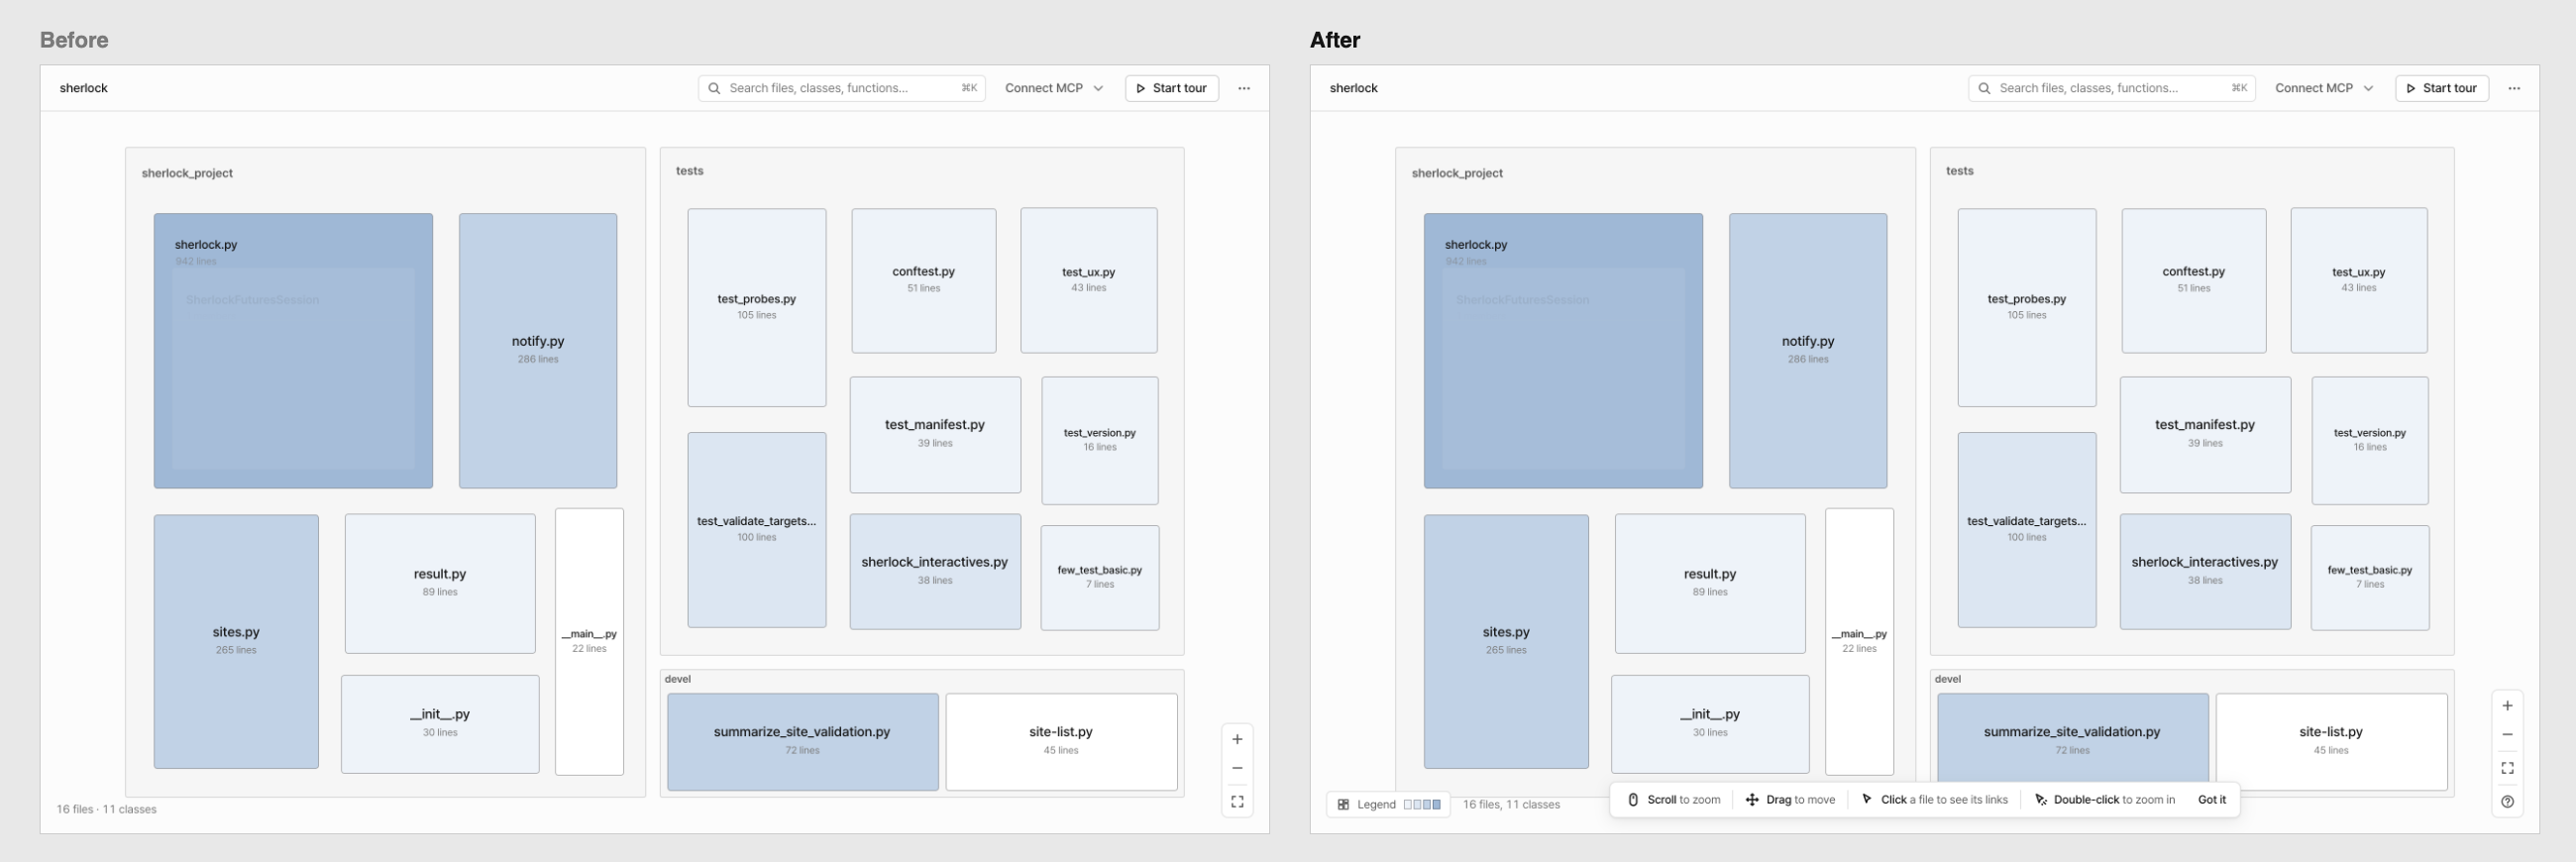 Before
sherlock
Search files, classes, functions...
⌘K
Connect MCP
Start tour
sherlock_project
sherlock.py
942 lines
SherlockFuturesSession
notify.py
286 lines
sites.py
265 lines
result.py
89 lines
__init__.py
30 lines
__main__.py
22 lines
tests
test_probes.py
105 lines
conftest.py
51 lines
test_ux.py
43 lines
test_manifest.py
39 lines
test_version.py
16 lines
test_validate_targets...
100 lines
sherlock_interactives.py
38 lines
few_test_basic.py
7 lines
devel
summarize_site_validation.py
72 lines
site-list.py
45 lines
16 files · 11 classes
After
sherlock
Search files, classes, functions...
⌘K
Connect MCP
Start tour
sherlock_project
sherlock.py
942 lines
SherlockFuturesSession
notify.py
286 lines
sites.py
265 lines
result.py
89 lines
__init__.py
30 lines
__main__.py
22 lines
tests
test_probes.py
105 lines
conftest.py
51 lines
test_ux.py
43 lines
test_manifest.py
39 lines
test_version.py
16 lines
test_validate_targets...
100 lines
sherlock_interactives.py
38 lines
few_test_basic.py
7 lines
devel
summarize_site_validation.py
72 lines
site-list.py
45 lines
Legend
16 files, 11 classes
Scroll to zoom
Drag to move
Click a file to see its links
Double-click to zoom in
Got it